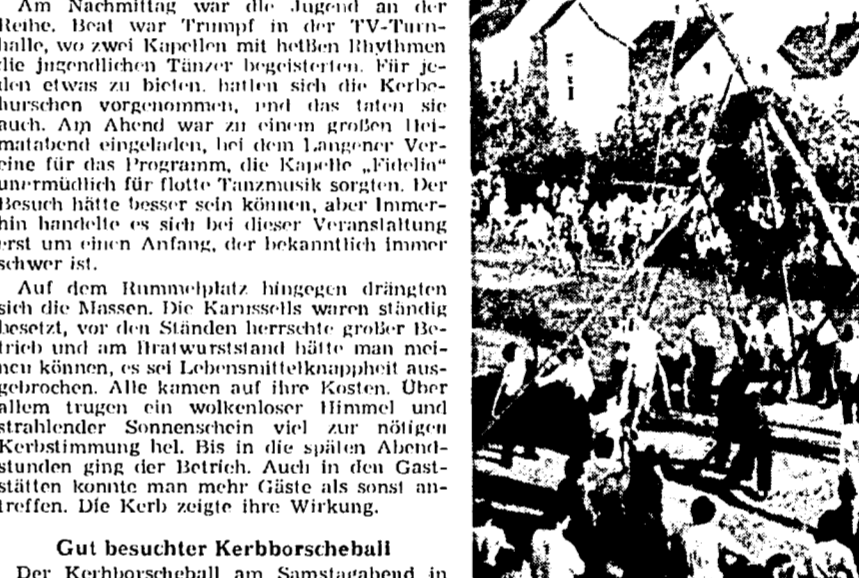 Am Nachmittag war die Jugend an der
Reihe. Beat war Trumpf in der TV-Turn-
halle, wo zwei Kapellen mit heißen Rhythmen
die jugendlichen Tänzer begeisterten. Für je-
den etwas zu bieten, hatten sich die Kerbe-
burschen vorgenommen, und das taten sie
auch. Am Abend war zu einem großen Hei-
matabend eingeladen, bei dem Langener Ver-
eine für das Programm, die Kapelle „Fidelia"
unermüdlich für flotte Tanzmusik sorgten. Der
Besuch hätte besser sein können, aber immer-
hin handelte es sich bei dieser Veranstaltung
erst um einen Anfang, der bekanntlich immer
schwer ist.
Auf dem Rummelplatz hingegen drängten
sich die Massen. Die Karussells waren ständig
besetzt, vor den Ständen herrschte großer Be-
trieb und am Bratwurststand hätte man mei-
nen können, es sei Lebensmittelknappheit aus-
gebrochen. Alle kamen auf ihre Kosten. Über
allem trugen ein wolkenloser Himmel und
strahlender Sonnenschein viel zur nötigen
Kerbstimmung bei. Bis in die späten Abend-
stunden ging der Betrieb. Auch in den Gast-
stätten konnte man mehr Gäste als sonst an-
treffen. Die Kerb zeigte ihre Wirkung.
Gut besuchter Kerbborscheball
Der Kerbborscheball am Samstagabend in